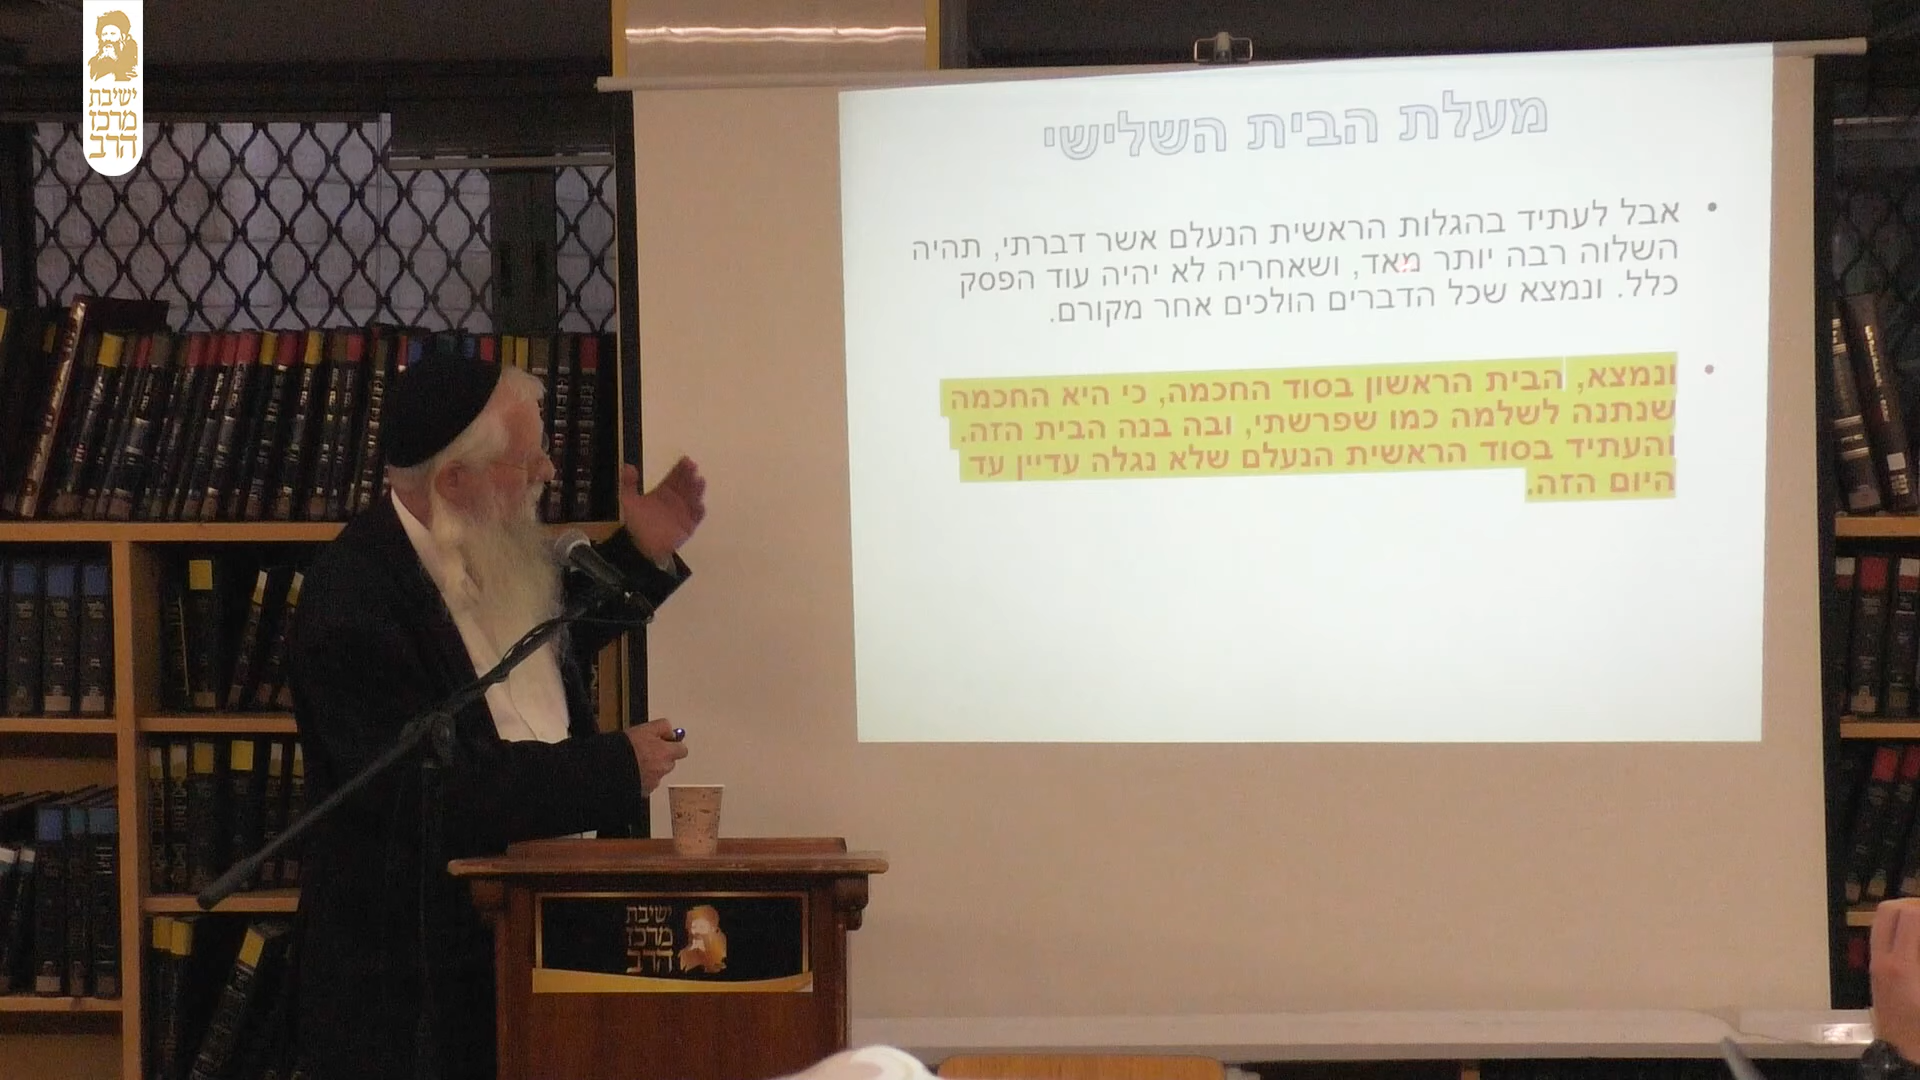 ישיבת
מרכז
הרב
מעלת הבית השלישי
• אבל לעתיד בהגלות הראשית הנעלם אשר דברתי, תהיה
השלוה רבה יותר מאד, ושאחריה לא יהיה עוד הפסק
כלל. ונמצא שכל הדברים הולכים אחר מקורם.
• ונמצא, הבית הראשון בסוד החכמה, כי היא החכמה
שנתנה לשלמה כמו שפרשתי, ובה בנה הבית הזה.
והעתיד בסוד הראשית הנעלם שלא נגלה עדיין עד
היום הזה.
ישיבת
מרכז
הרב